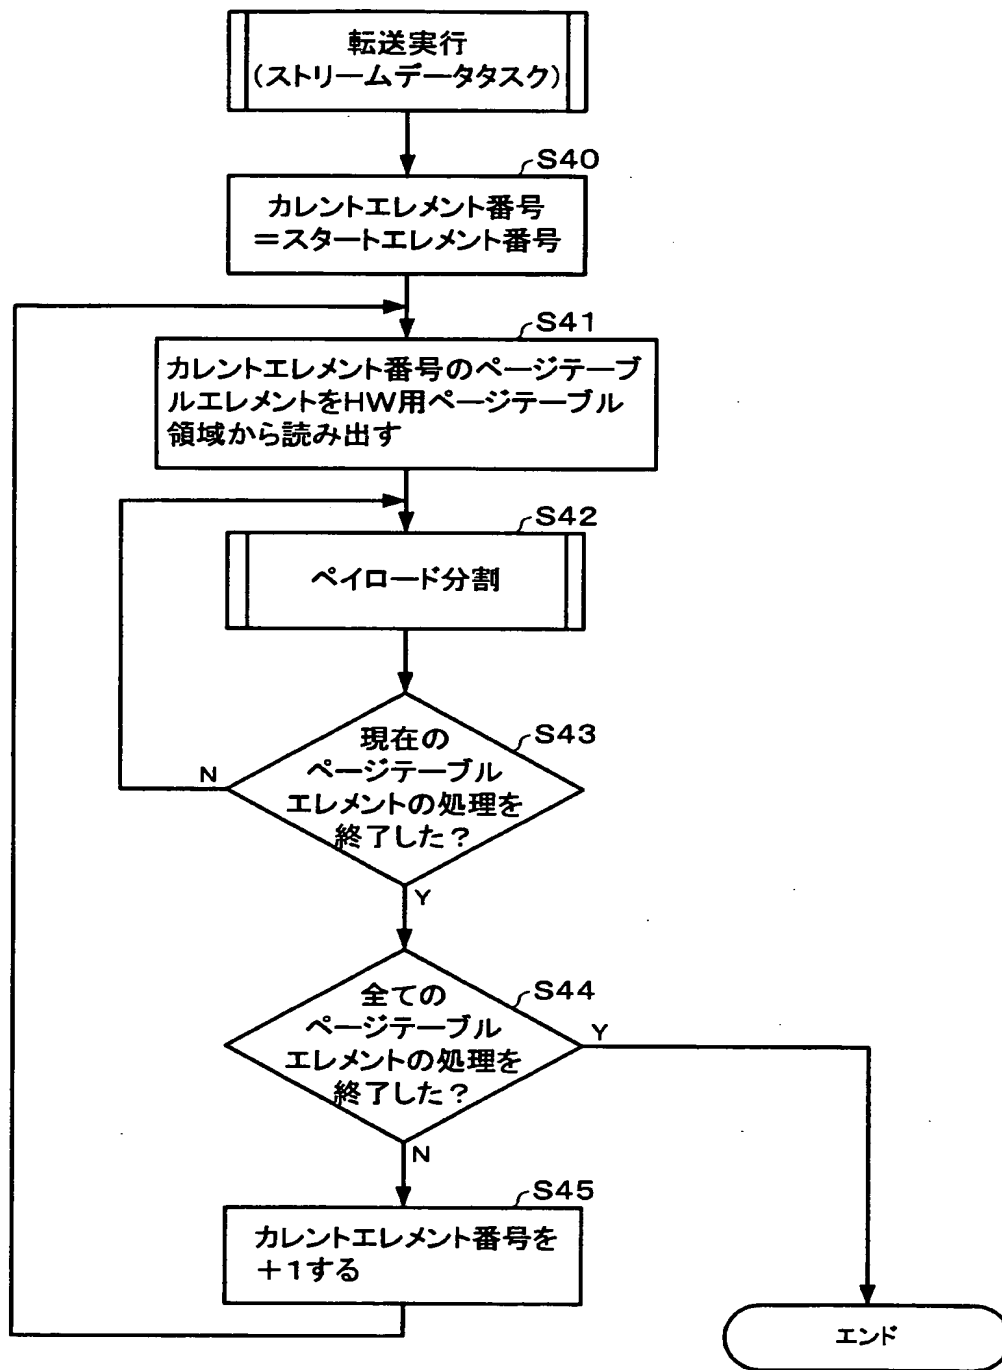 転送実行
(ストリームデータタスク)
S40
カレントエレメント番号
=スタートエレメント番号
S41
カレントエレメント番号のページテーブ
ルエレメントをHW用ページテーブル
領域から読み出す
S42
ペイロード分割
S43
現在の
ページテーブル
エレメントの処理を
終了した?
N
Y
S44
全ての
ページテーブル
エレメントの処理を
終了した?
Y
N
S45
カレントエレメント番号を
+1する
エンド